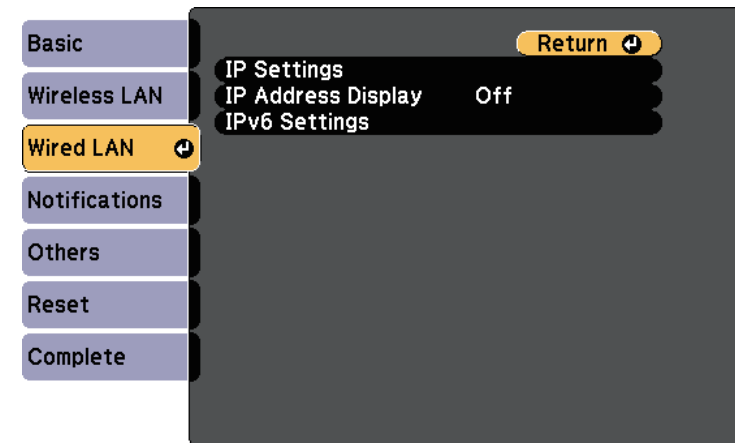 Basic
Wireless LAN
Wired LAN
Notifications
Others
Reset
Complete
Return
IP Settings
IP Address Display Off
IPv6 Settings